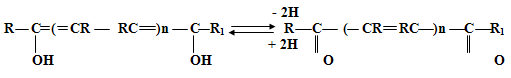 - 2H
R — C =(= CR — RC =)n — C — R₁ R — C — (— CR = RC —)n — C — R₁
+ 2H
OH OH O O